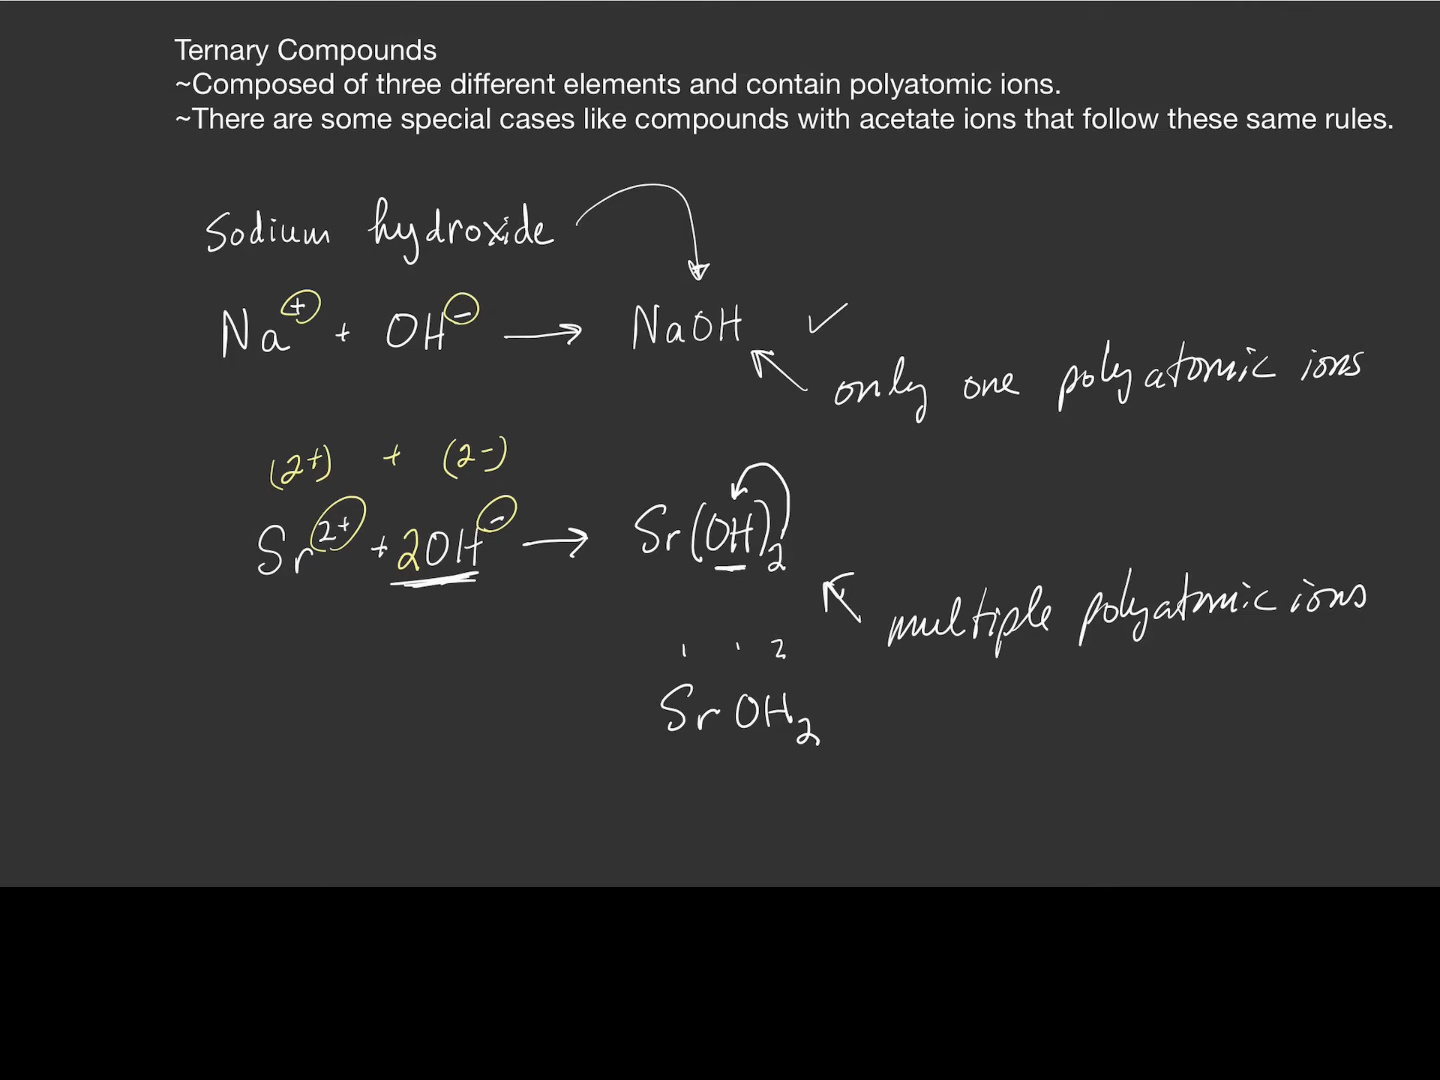 Ternary Compounds
~Composed of three different elements and contain polyatomic ions.
~There are some special cases like compounds with acetate ions that follow these same rules.
Sodium hydroxide
Na⁺ + OH⁻ → NaOH ✓
only one polyatomic ions
(2+) + (2-)
Sr²⁺ + 2OH⁻ → Sr(OH)₂
multiple polyatomic ions
1 1 2
SrOH₂